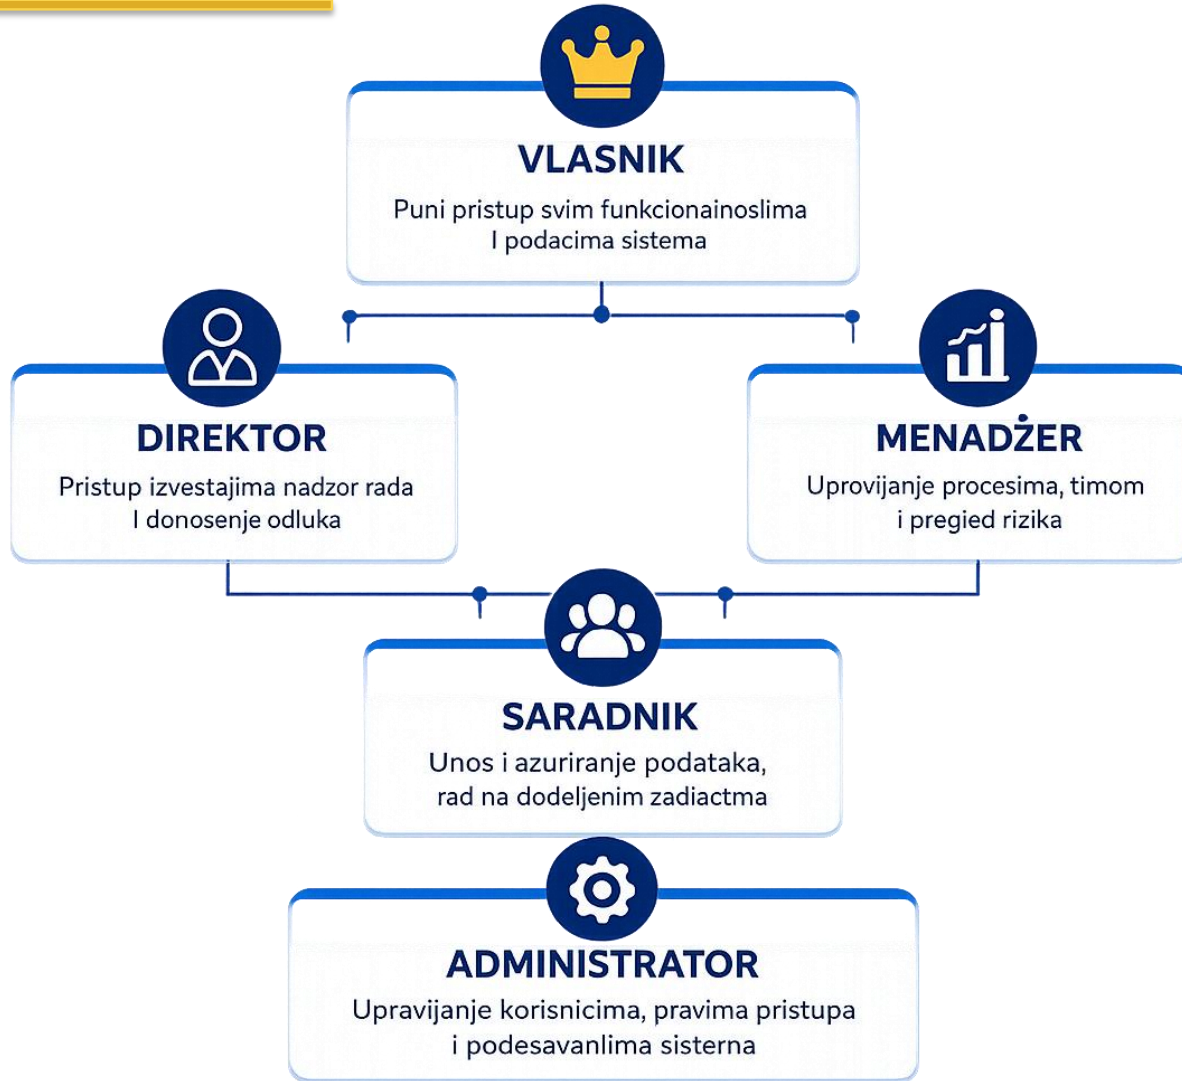 VLASNIK
Puni pristup svim funkcionainoslima
I podacima sistema
DIREKTOR
Pristup izvestajima nadzor rada
I donosenje odluka
MENADŻER
Uprovijanje procesima, timom
i pregied rizika
SARADNIK
Unos i azuriranje podataka,
rad na dodeljenim zadiactma
ADMINISTRATOR
Upravijanje korisnicima, pravima pristupa
i podesavanlima sisterna